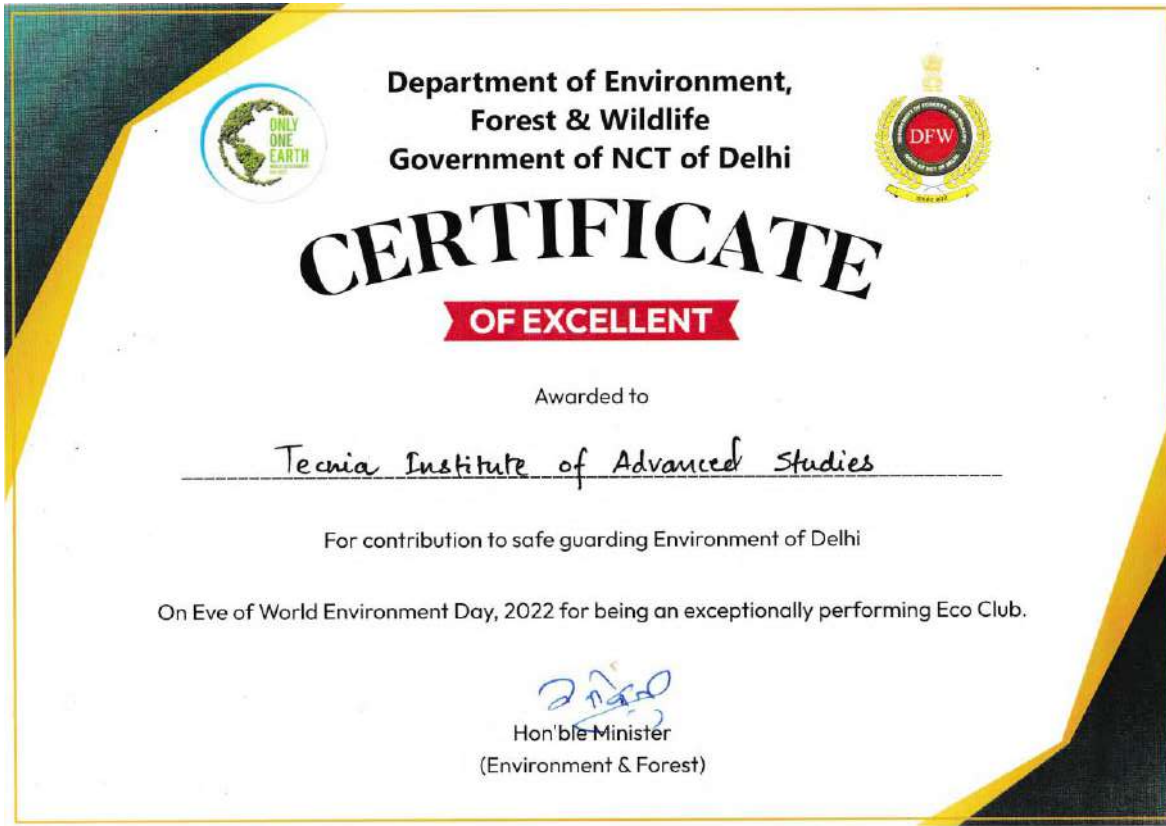 Department of Environment,
Forest & Wildlife
Government of NCT of Delhi
ONLY
ONE
EARTH
DFW
CERTIFICATE
OF EXCELLENT
Awarded to
Tecnia Institute of Advanced Studies
For contribution to safe guarding Environment of Delhi
On Eve of World Environment Day, 2022 for being an exceptionally performing Eco Club.
Hon'ble Minister
(Environment & Forest)